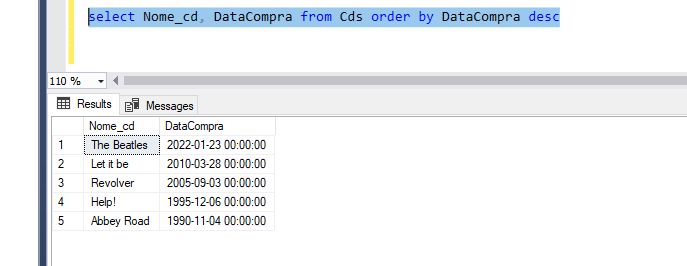 select Nome_cd, DataCompra from Cds order by DataCompra desc
110 %
Results Messages
Nome_cd DataCompra
1 The Beatles 2022-01-23 00:00:00
2 Let it be 2010-03-28 00:00:00
3 Revolver 2005-09-03 00:00:00
4 Help! 1995-12-06 00:00:00
5 Abbey Road 1990-11-04 00:00:00